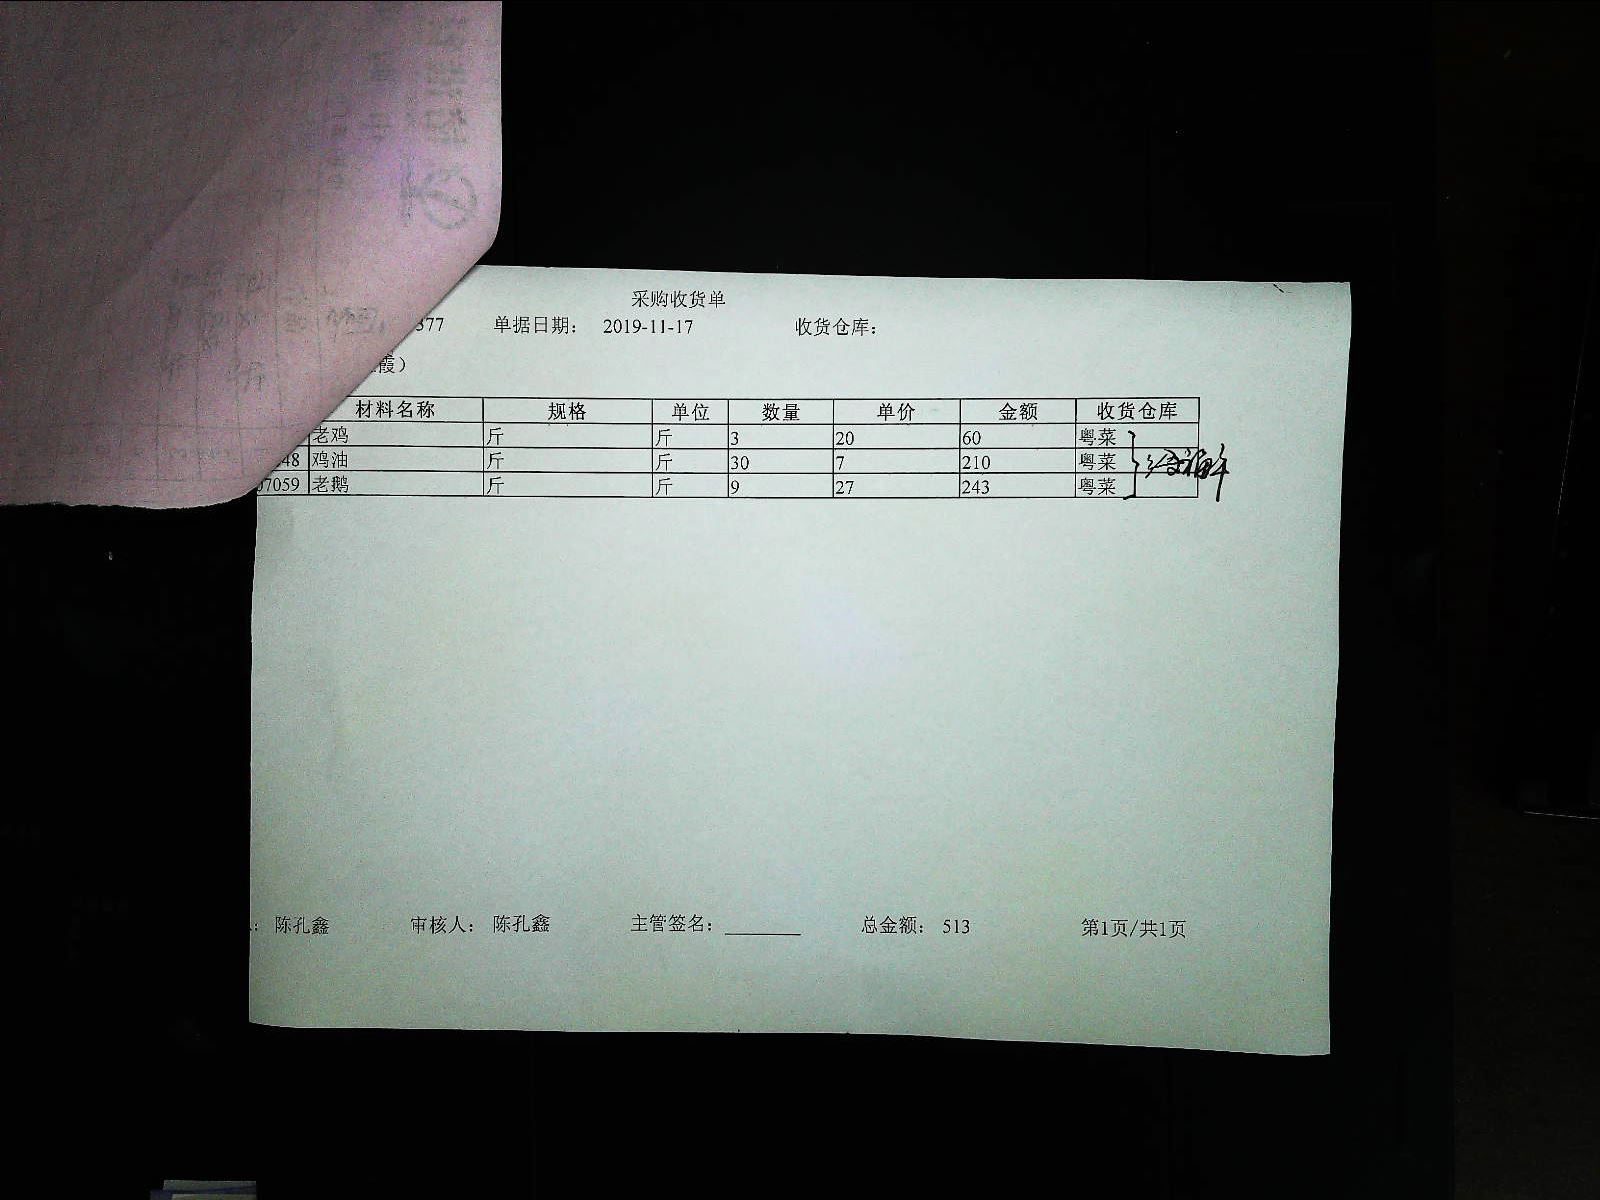 采购收货单
377 单据日期： 2019-11-17 收货仓库：
霞）
材料名称 规格 单位 数量 单价 金额 收货仓库
老鸡 斤 斤 3 20 60 粤菜
48 鸡油 斤 斤 30 7 210 粤菜
07059 老鹅 斤 斤 9 27 243 粤菜
： 陈孔鑫 审核人： 陈孔鑫 主管签名： 总金额： 513 第1页/共1页